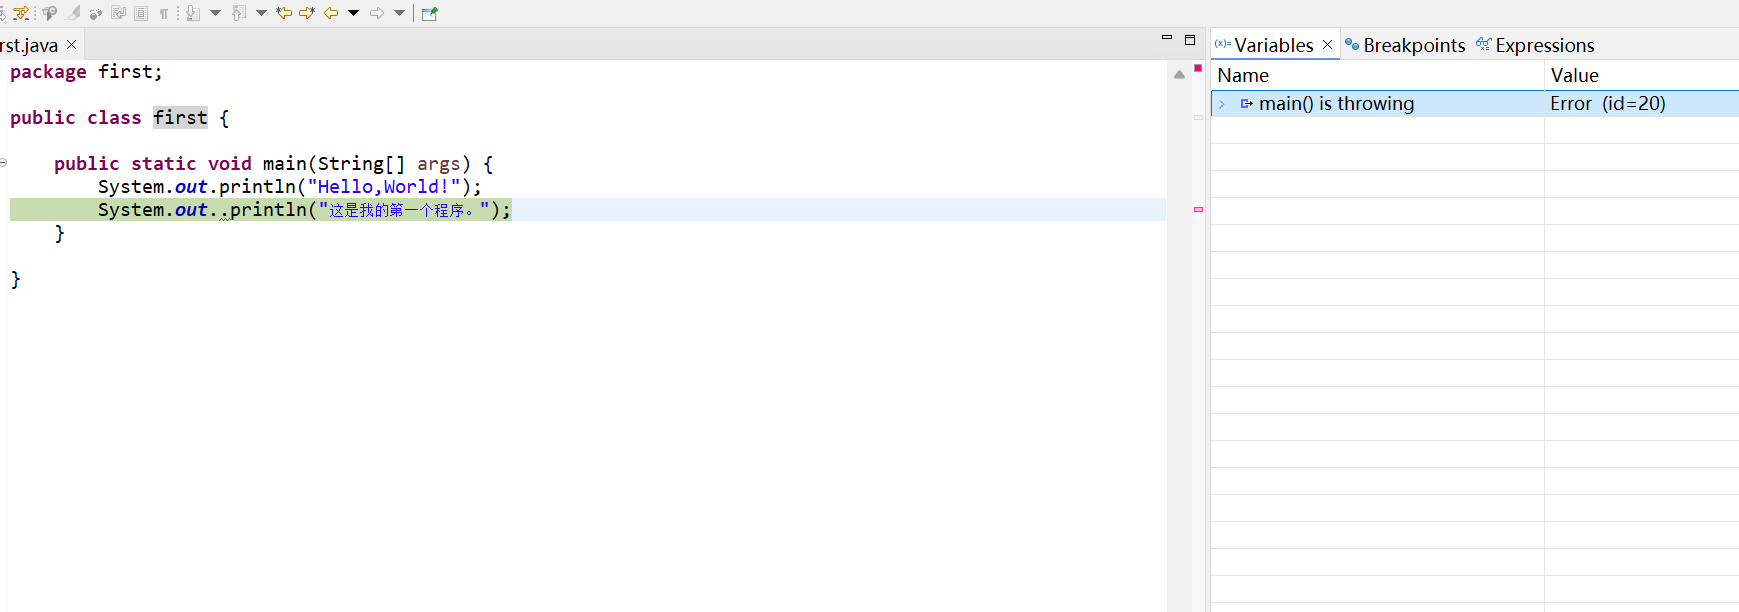 rst.java
package first;
public class first {
public static void main(String[] args) {
System.out.println("Hello,World!");
System.out..println("这是我的第一个程序。");
}
}
Variables Breakpoints Expressions
Name Value
main() is throwing Error (id=20)